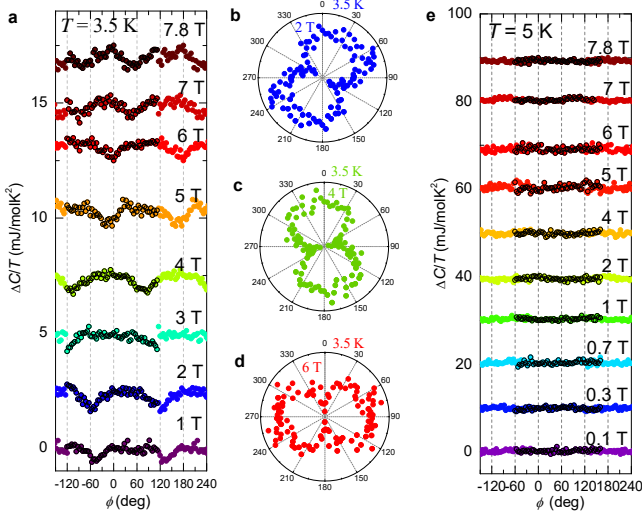 a
T = 3.5 K
7.8 T
7 T
6 T
5 T
4 T
3 T
2 T
1 T
15
10
5
0
ΔC/T (mJ/molK²)
-120 -60 0 60 120 180 240
ϕ (deg)
b
3.5 K
2 T
0
30
60
90
120
150
180
210
240
270
300
330
c
3.5 K
4 T
0
30
60
90
120
150
180
210
240
270
300
330
d
3.5 K
6 T
0
30
60
90
120
150
180
210
240
270
300
330
e
T = 5 K
7.8 T
7 T
6 T
5 T
4 T
2 T
1 T
0.7 T
0.3 T
0.1 T
80
60
40
20
0
ΔC/T (mJ/molK²)
-120 -60 0 60 120 180 240
ϕ (deg)